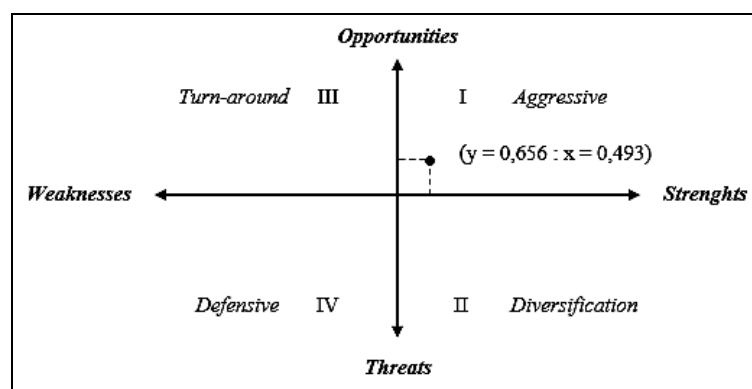 Opportunities
Turn-around III I Aggressive
(y = 0,656 : x = 0,493)
Weaknesses Strenghts
Defensive IV II Diversification
Threats